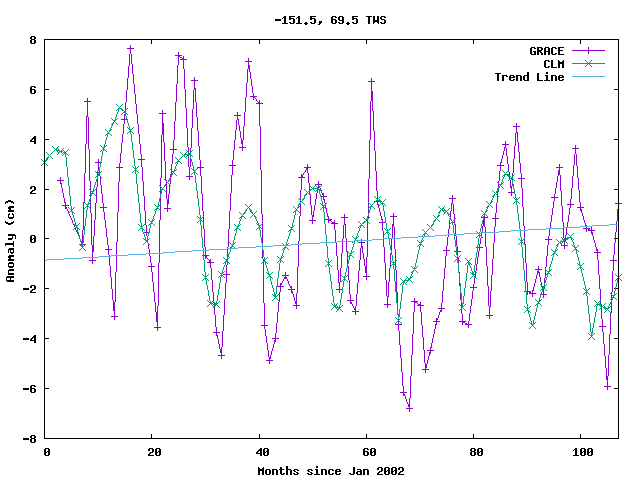 -151.5, 69.5 TWS
GRACE
CLM
Trend Line
8
6
4
2
0
-2
-4
-6
-8
Anomaly (cm)
0 20 40 60 80 100
Months since Jan 2002